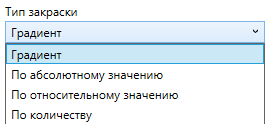 Тип закраски
Градиент
Градиент
По абсолютному значению
По относительному значению
По количеству